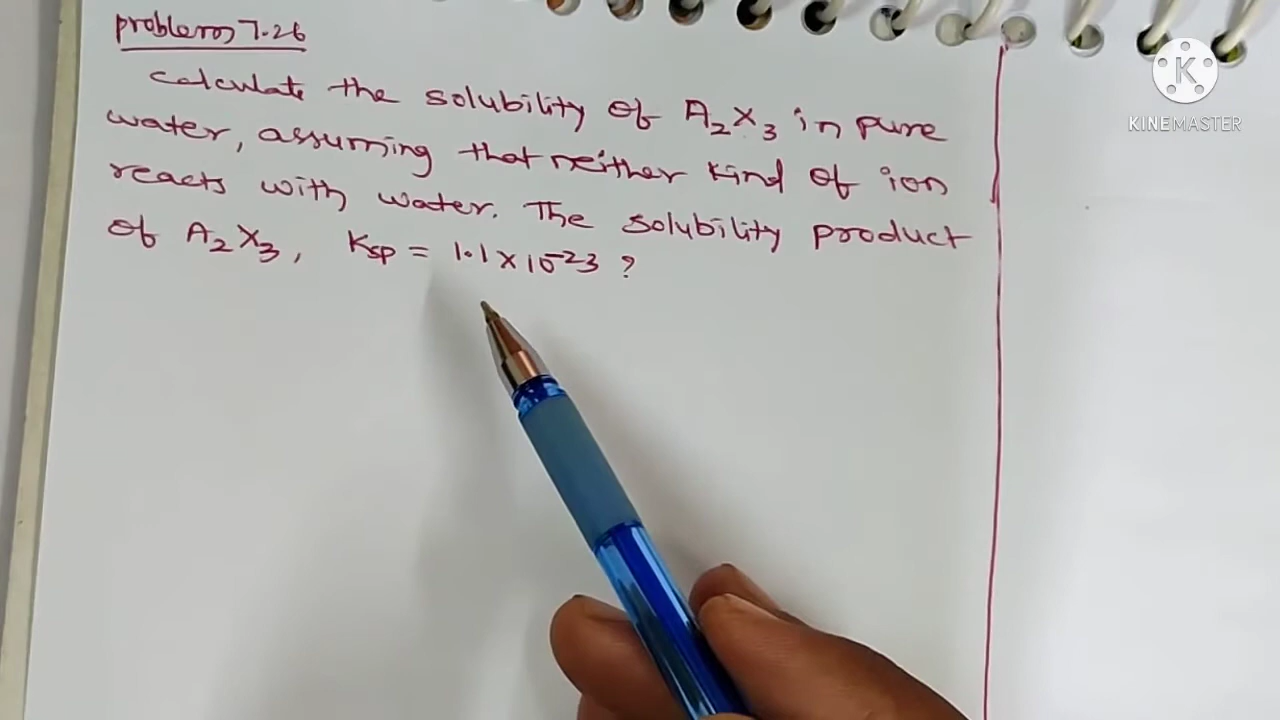 problem 7.26
Calculate the solubility of A₂X₃ in pure
water, assuming that neither kind of ion
reacts with water. The solubility product
of A₂X₃, Ksp = 1.1 × 10⁻²³ ?
K
KINEMASTER